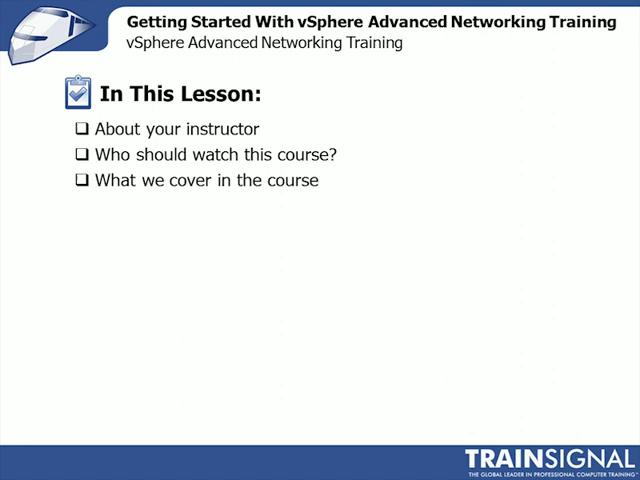 Getting Started With vSphere Advanced Networking Training
vSphere Advanced Networking Training
In This Lesson:
About your instructor
Who should watch this course?
What we cover in the course
TRAINSIGNAL
THE GLOBAL LEADER IN PROFESSIONAL COMPUTER TRAINING